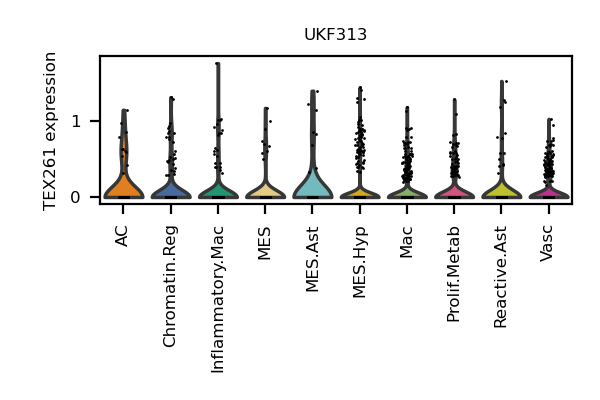 UKF313
TEX261 expression
1
0
AC
Chromatin.Reg
Inflammatory.Mac
MES
MES.Ast
MES.Hyp
Mac
Prolif.Metab
Reactive.Ast
Vasc